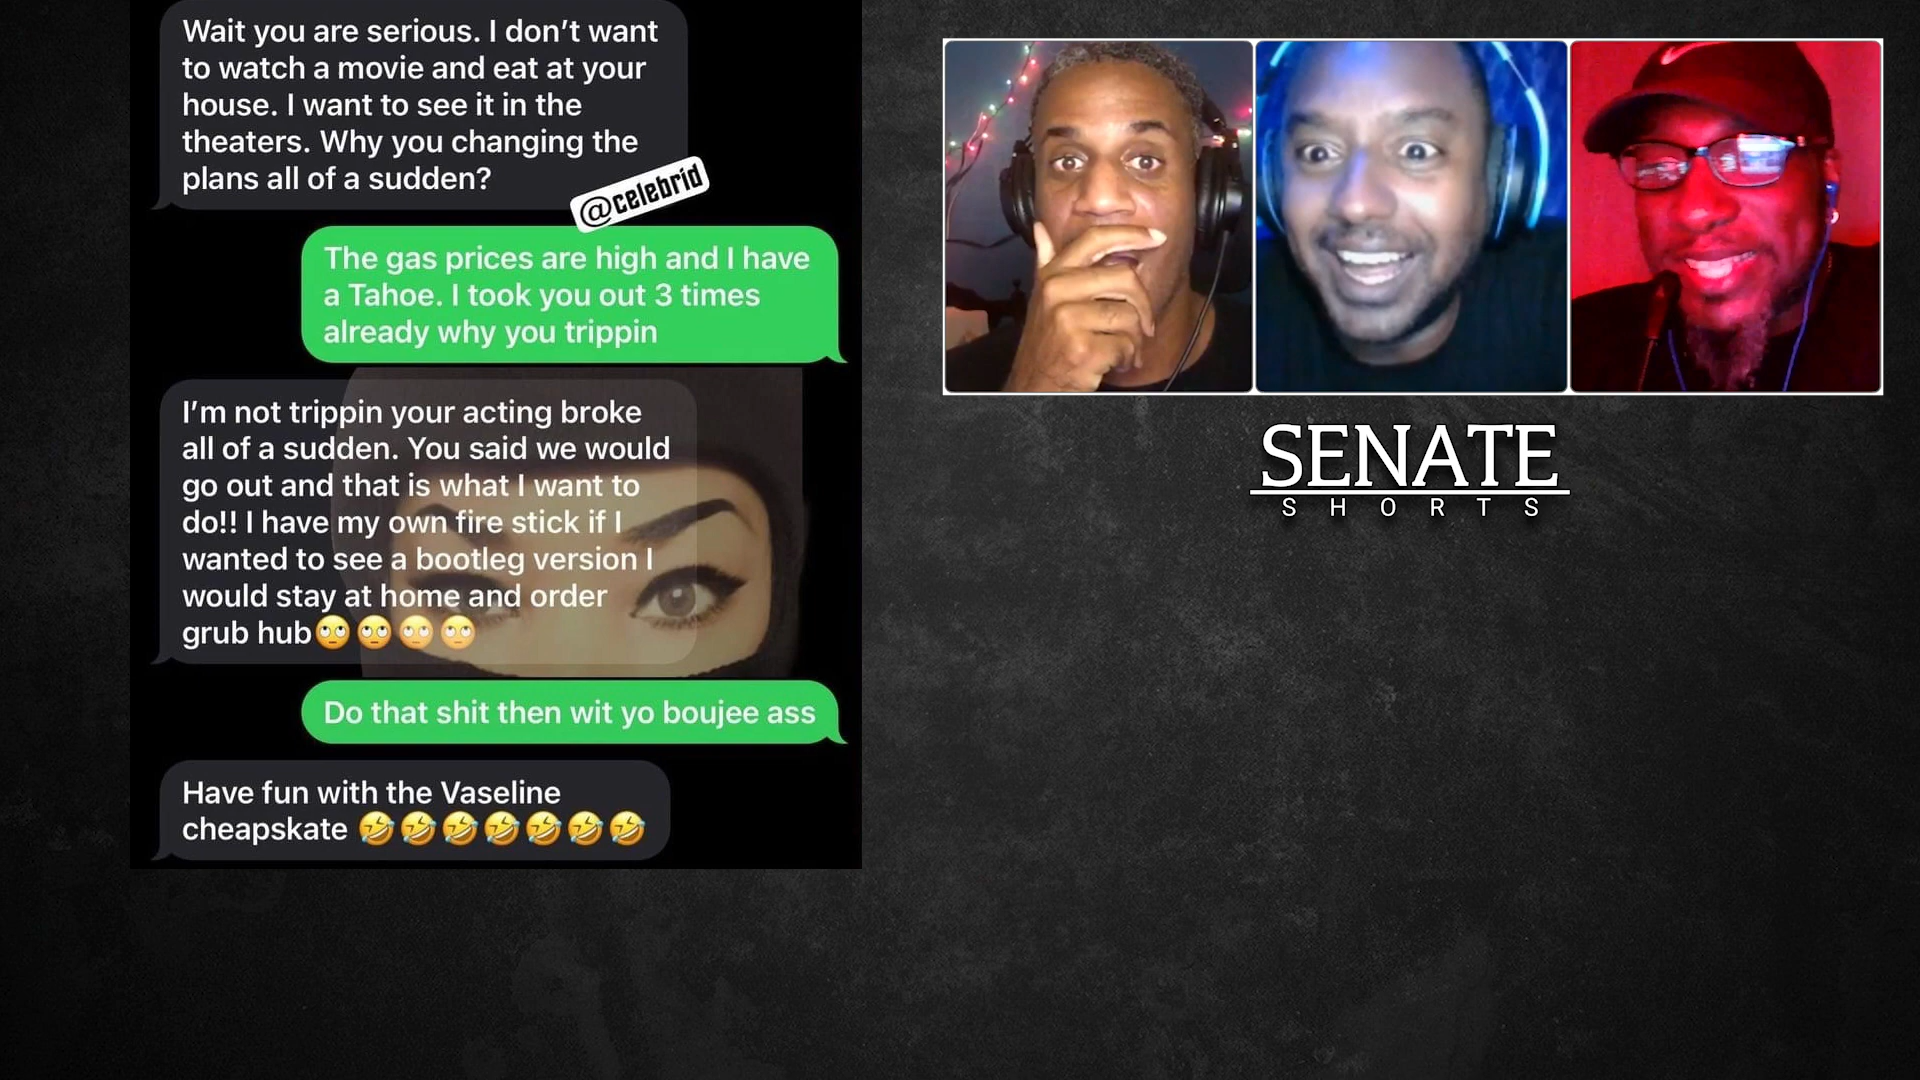 Wait you are serious. I don’t want
to watch a movie and eat at your
house. I want to see it in the
theaters. Why you changing the
plans all of a sudden?
@celebrid
The gas prices are high and I have
a Tahoe. I took you out 3 times
already why you trippin
I’m not trippin your acting broke
all of a sudden. You said we would
go out and that is what I want to
do!! I have my own fire stick if I
wanted to see a bootleg version I
would stay at home and order
grub hub🙄🙄🙄🙄
Do that shit then wit yo boujee ass
Have fun with the Vaseline
cheapskate 🤣🤣🤣🤣🤣🤣🤣
SENATE
SHORTS